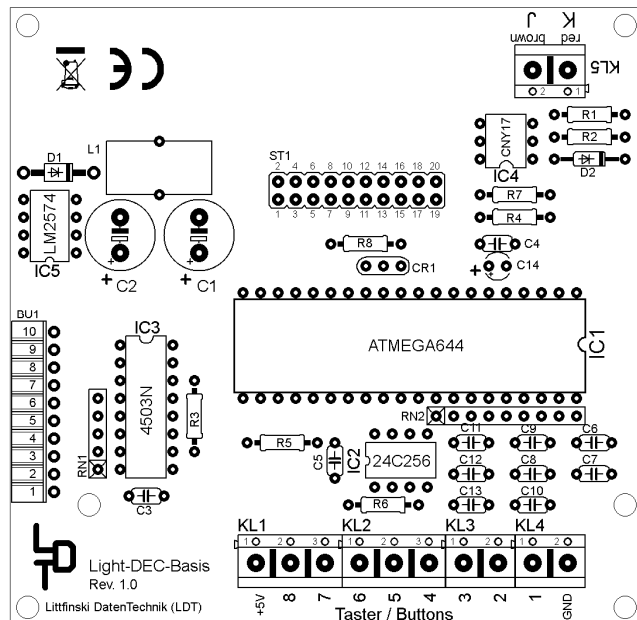 J K
brown red
KL5
2 1
R1
R2
D2
CNY17
IC4
R7
R4
C4
+ C14
+
CE
L1
D1
LM2574
IC5
+ C2
+
+ C1
+
ST1
2 4 6 8 10 12 14 16 18 20
1 3 5 7 9 11 13 15 17 19
R8
CR1
ATMEGA644
IC1
BU1
10
9
8
7
6
5
4
3
2
1
IC3
4503N
RN1
R3
C3
RN2
R5
C5
IC2
24C256
R6
C11 C9 C6
C12 C8 C7
C13 C10
KL1 KL2 KL3 KL4
1 2 3 1 2 3 1 2 1 2
+5V 8 7 6 5 4 3 2 1 GND
Taster / Buttons
LDT
Light-DEC-Basis
Rev. 1.0
Littfinski DatenTechnik (LDT)